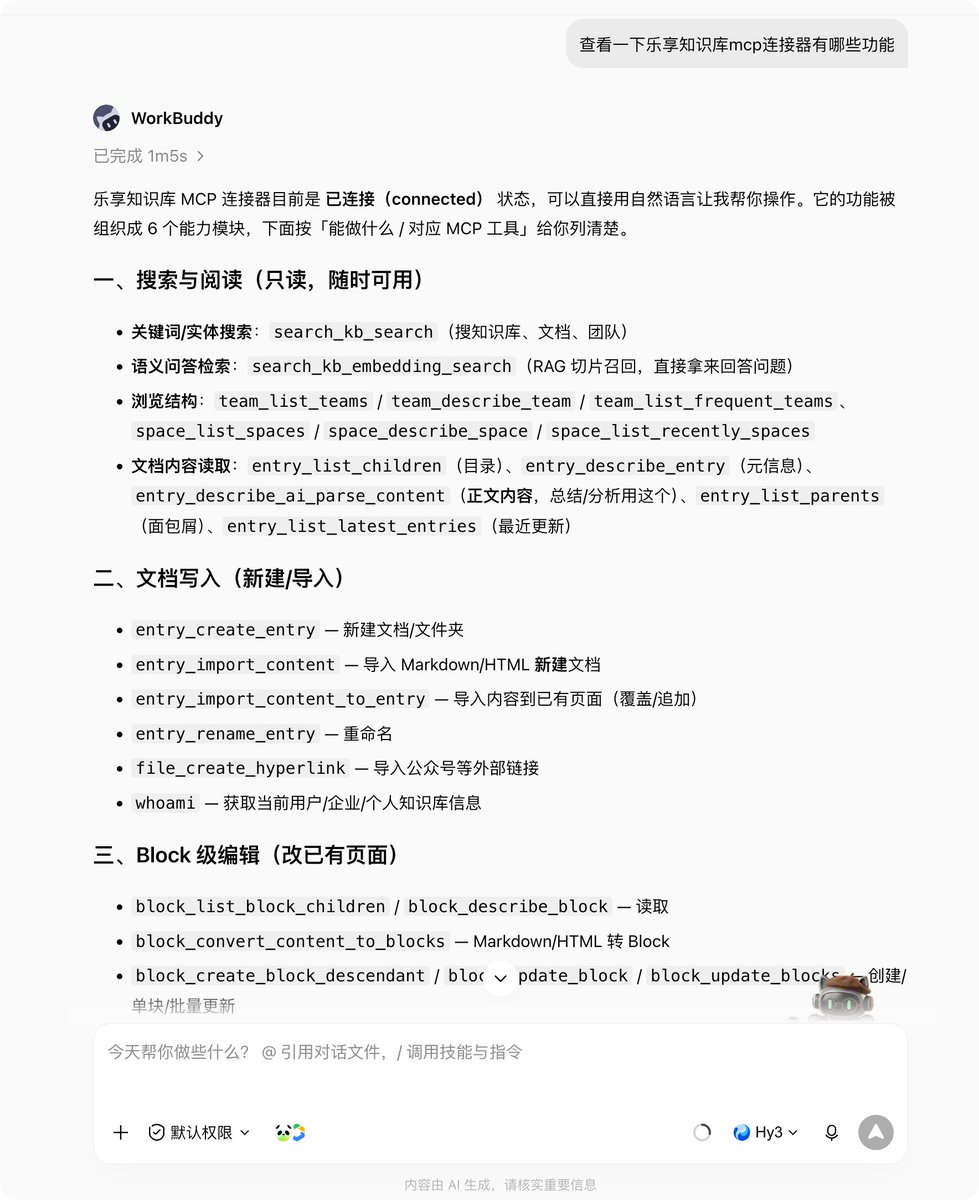 查看一下乐享知识库mcp连接器有哪些功能
WorkBuddy
已完成 1m5s
乐享知识库 MCP 连接器目前是 已连接（connected） 状态，可以直接用自然语言让我帮你操作。它的功能被
组织成 6 个能力模块，下面按「能做什么 / 对应 MCP 工具」给你列清楚。
一、搜索与阅读（只读，随时可用）
• 关键词/实体搜索： search_kb_search （搜知识库、文档、团队）
• 语义问答检索： search_kb_embedding_search （RAG 切片召回，直接拿来回答问题）
• 浏览结构： team_list_teams / team_describe_team / team_list_frequent_teams 、
space_list_spaces / space_describe_space / space_list_recently_spaces
• 文档内容读取： entry_list_children （目录）、 entry_describe_entry （元信息）、
entry_describe_ai_parse_content （正文内容，总结/分析用这个）、 entry_list_parents
（面包屑）、 entry_list_latest_entries （最近更新）
二、文档写入（新建/导入）
• entry_create_entry — 新建文档/文件夹
• entry_import_content — 导入 Markdown/HTML 新建文档
• entry_import_content_to_entry — 导入内容到已有页面（覆盖/追加）
• entry_rename_entry — 重命名
• file_create_hyperlink — 导入公众号等外部链接
• whoami — 获取当前用户/企业/个人知识库信息
三、Block 级编辑（改已有页面）
• block_list_block_children / block_describe_block — 读取
• block_convert_content_to_blocks — Markdown/HTML 转 Block
• block_create_block_descendant / bloc pdate_block / block_update_blocks — 创建/
单块/批量更新
今天帮你做些什么？ @ 引用对话文件，/ 调用技能与指令
默认权限
Hy3
内容由 AI 生成，请核实重要信息